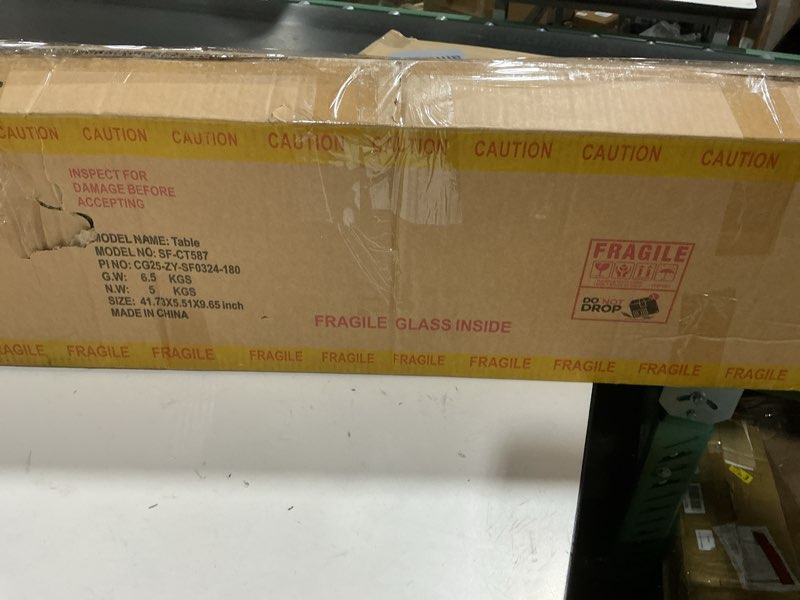 CAUTION CAUTION CAUTION CAUTION CAUTION CAUTION CAUTION CAUTION
INSPECT FOR
DAMAGE BEFORE
ACCEPTING
MODEL NAME: Table
MODEL NO: SF-CT587
PI NO: CG25-ZY-SF0324-180
G.W: 6.5 KGS
N.W: 5 KGS
SIZE: 41.73X5.51X9.65 inch
MADE IN CHINA
FRAGILE GLASS INSIDE
FRAGILE
DO NOT
DROP
FRAGILE FRAGILE FRAGILE FRAGILE FRAGILE FRAGILE FRAGILE FRAGILE FRAGILE FRAGILE